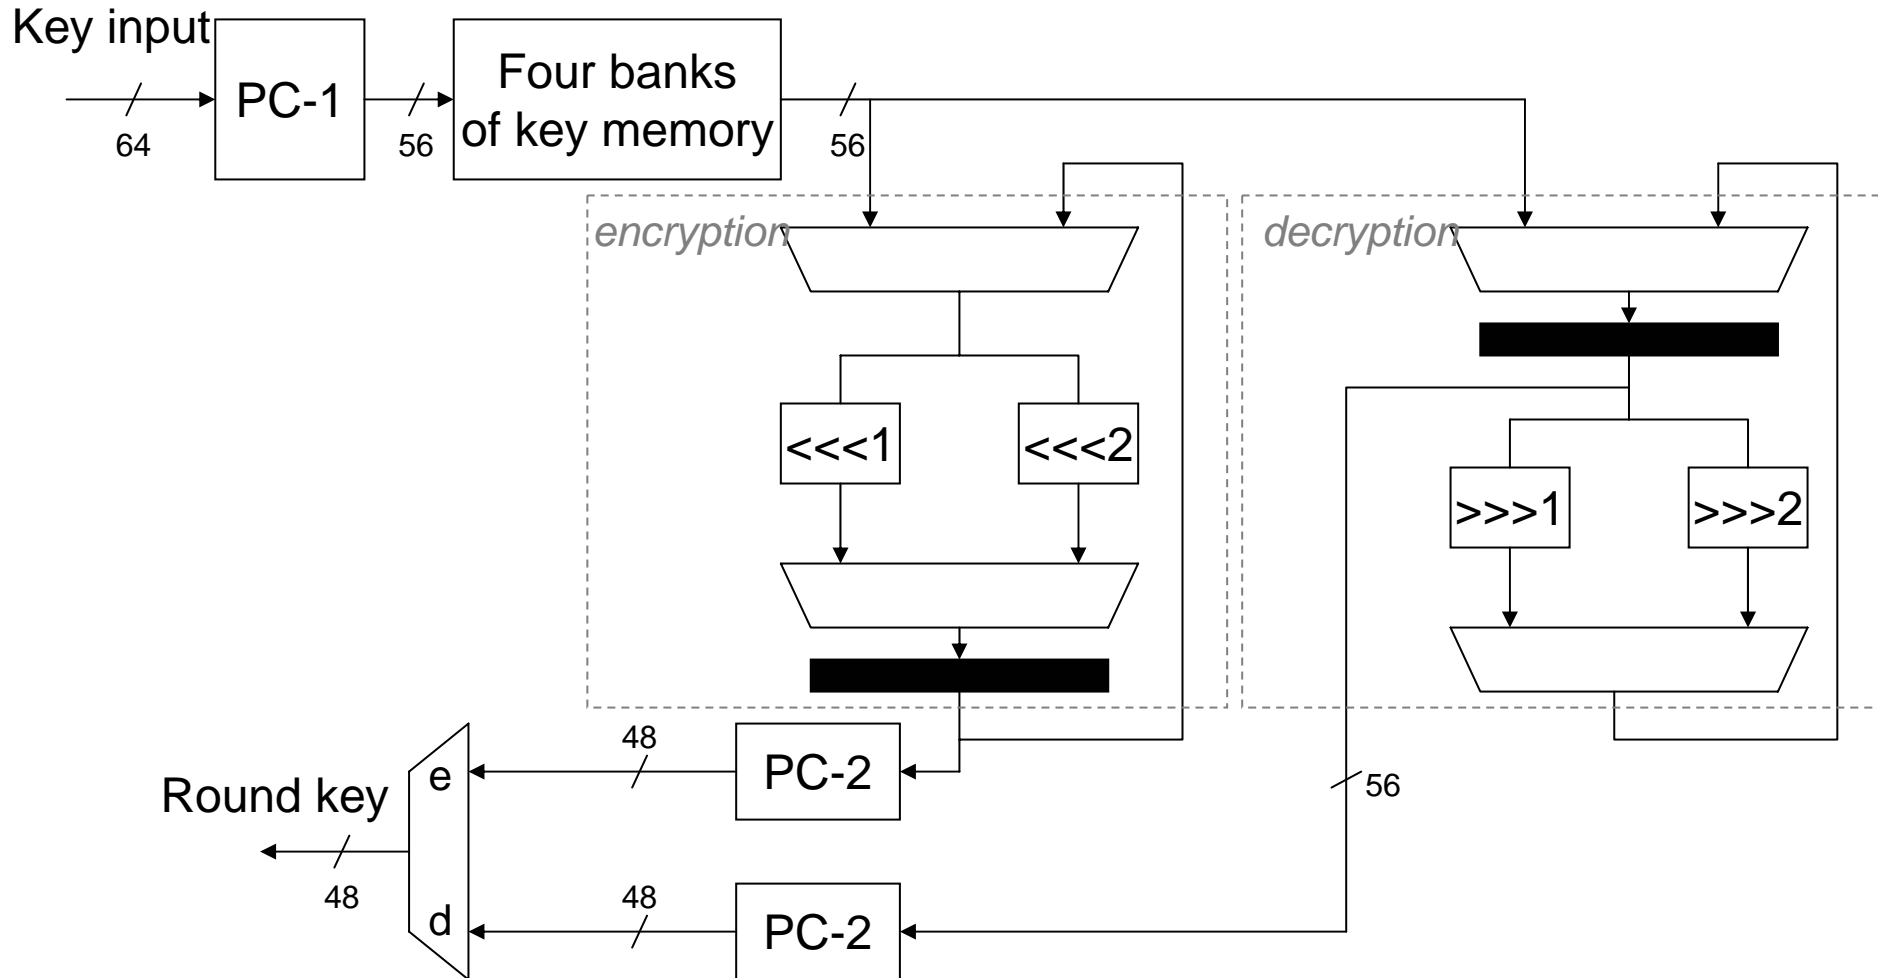 Key input
PC-1
Four banks
of key memory
64
56
56
encryption
decryption
<<<1
<<<2
>>>1
>>>2
48
PC-2
e
Round key
56
48
48
d
PC-2